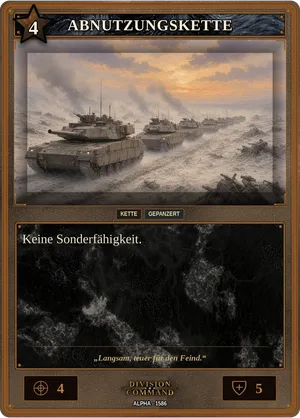 4
ABNUTZUNGSKETTE
KETTE GEPANZERT
Keine Sonderfähigkeit.
„Langsam, teuer für den Feind.“
DIVISION
COMMAND
ALPHA - 1586
4
5